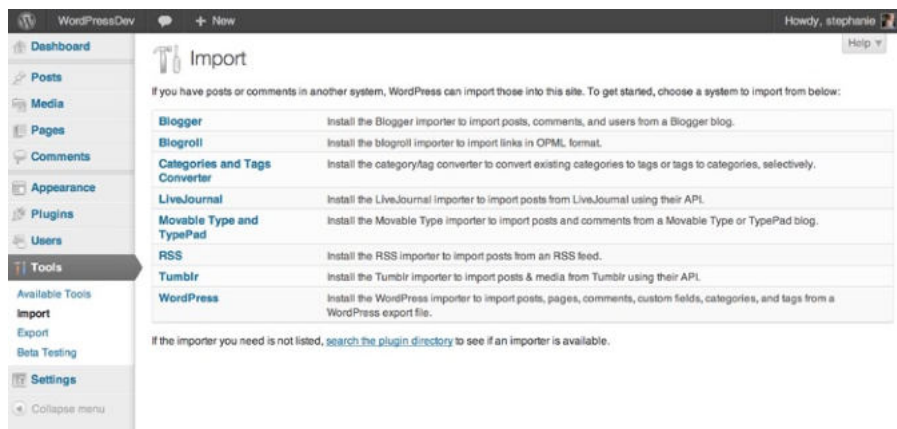 WordPressDev + New Howdy, stephanie
Help
Dashboard
Posts
Media
Pages
Comments
Appearance
Plugins
Users
Tools
Available Tools
Import
Export
Beta Testing
Settings
Collapse menu
Import
If you have posts or comments in another system, WordPress can import those into this site. To get started, choose a system to import from below:
Blogger Install the Blogger importer to import posts, comments, and users from a Blogger blog.
Blogroll Install the blogroll importer to import links in OPML format.
Categories and Tags Install the category/tag converter to convert existing categories to tags or tags to categories, selectively.
Converter
LiveJournal Install the LiveJournal importer to import posts from LiveJournal using their API.
Movable Type and Install the Movable Type importer to import posts and comments from a Movable Type or TypePad blog.
TypePad
RSS Install the RSS importer to import posts from an RSS feed.
Tumblr Install the Tumblr importer to import posts & media from Tumblr using their API.
WordPress Install the WordPress importer to import posts, pages, comments, custom fields, categories, and tags from a
WordPress export file.
If the importer you need is not listed, search the plugin directory to see if an importer is available.